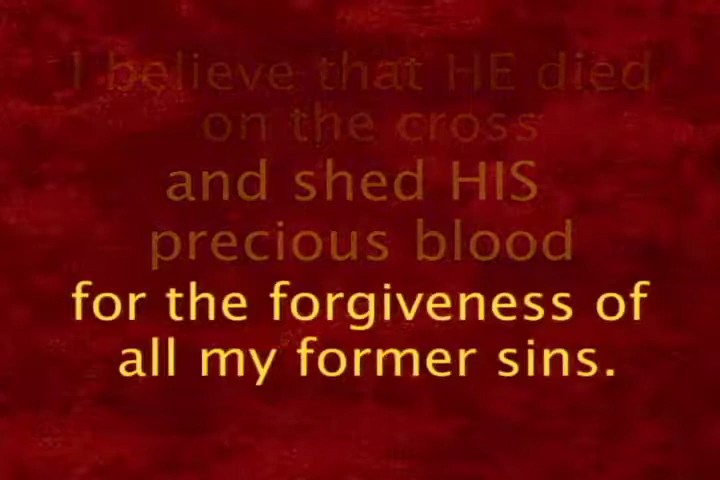 I believe that HE died
on the cross
and shed HIS
precious blood
for the forgiveness of
all my former sins.